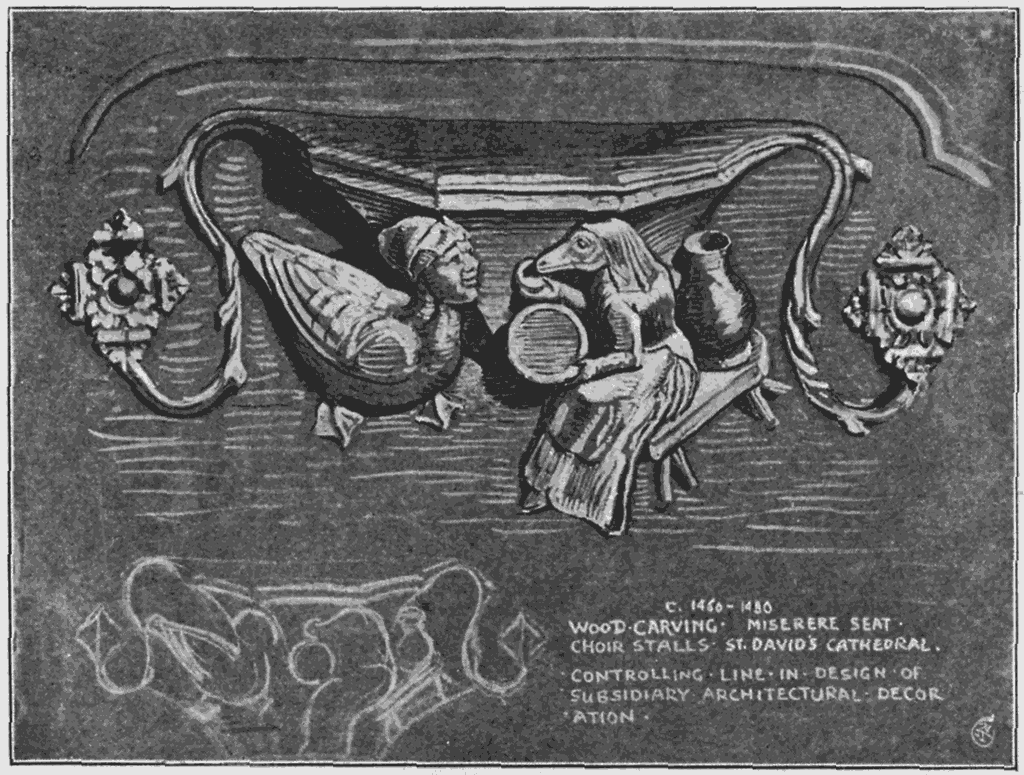 C. 1460-1480
WOOD·CARVING· MISERERE SEAT·
CHOIR STALLS· ST. DAVID'S CATHEDRAL.
CONTROLLING·LINE·IN·DESIGN OF
SUBSIDIARY ARCHITECTURAL·DECOR
ATION·